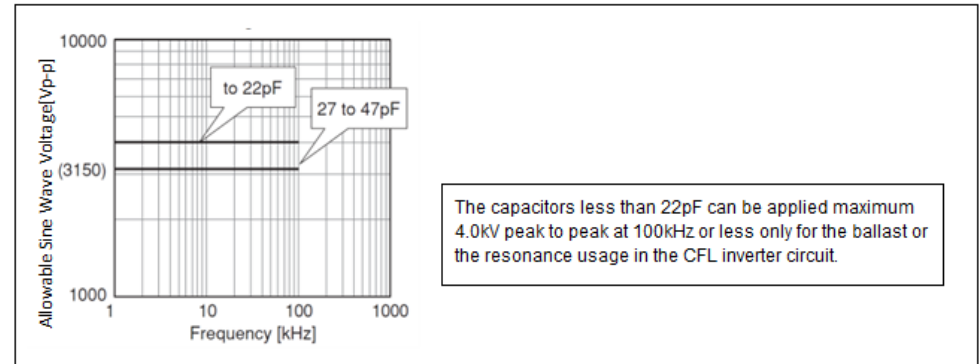 10000
to 22pF
27 to 47pF
(3150)
1000
1
10
100
1000
Frequency [kHz]
Allowable Sine Wave Voltage[Vp-p]
The capacitors less than 22pF can be applied maximum
4.0kV peak to peak at 100kHz or less only for the ballast or
the resonance usage in the CFL inverter circuit.